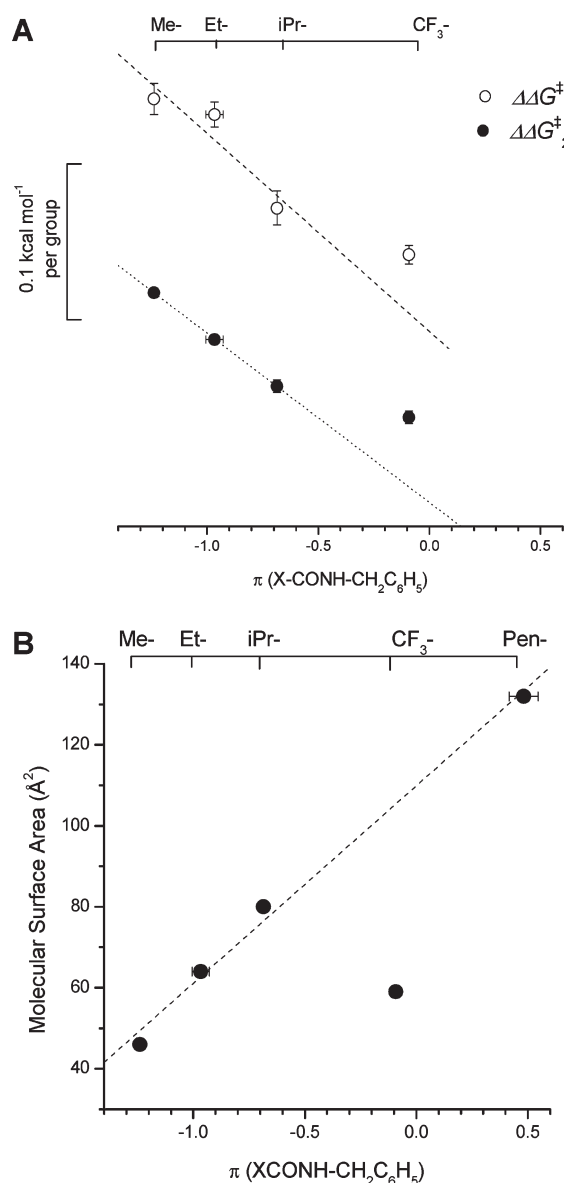 A
Me- Et- iPr- CF₃-
ΔΔG‡
ΔΔG‡₂
0.1 kcal mol⁻¹
per group
-1.0 -0.5 0.0 0.5
π (X-CONH-CH₂C₆H₅)
B
Me- Et- iPr- CF₃- Pen-
140
120
100
80
60
40
Molecular Surface Area (Å²)
-1.0 -0.5 0.0 0.5
π (XCONH-CH₂C₆H₅)